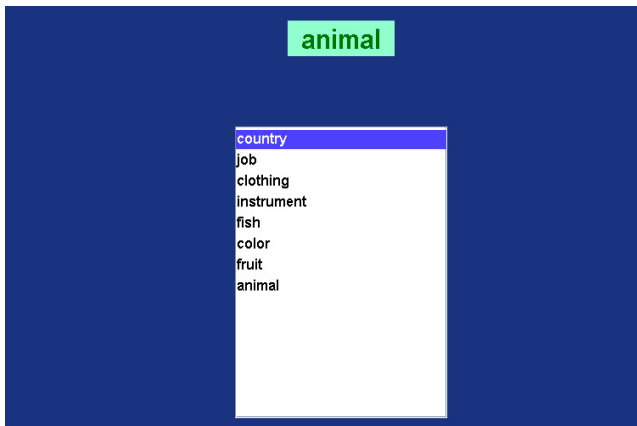 animal
country
job
clothing
instrument
fish
color
fruit
animal